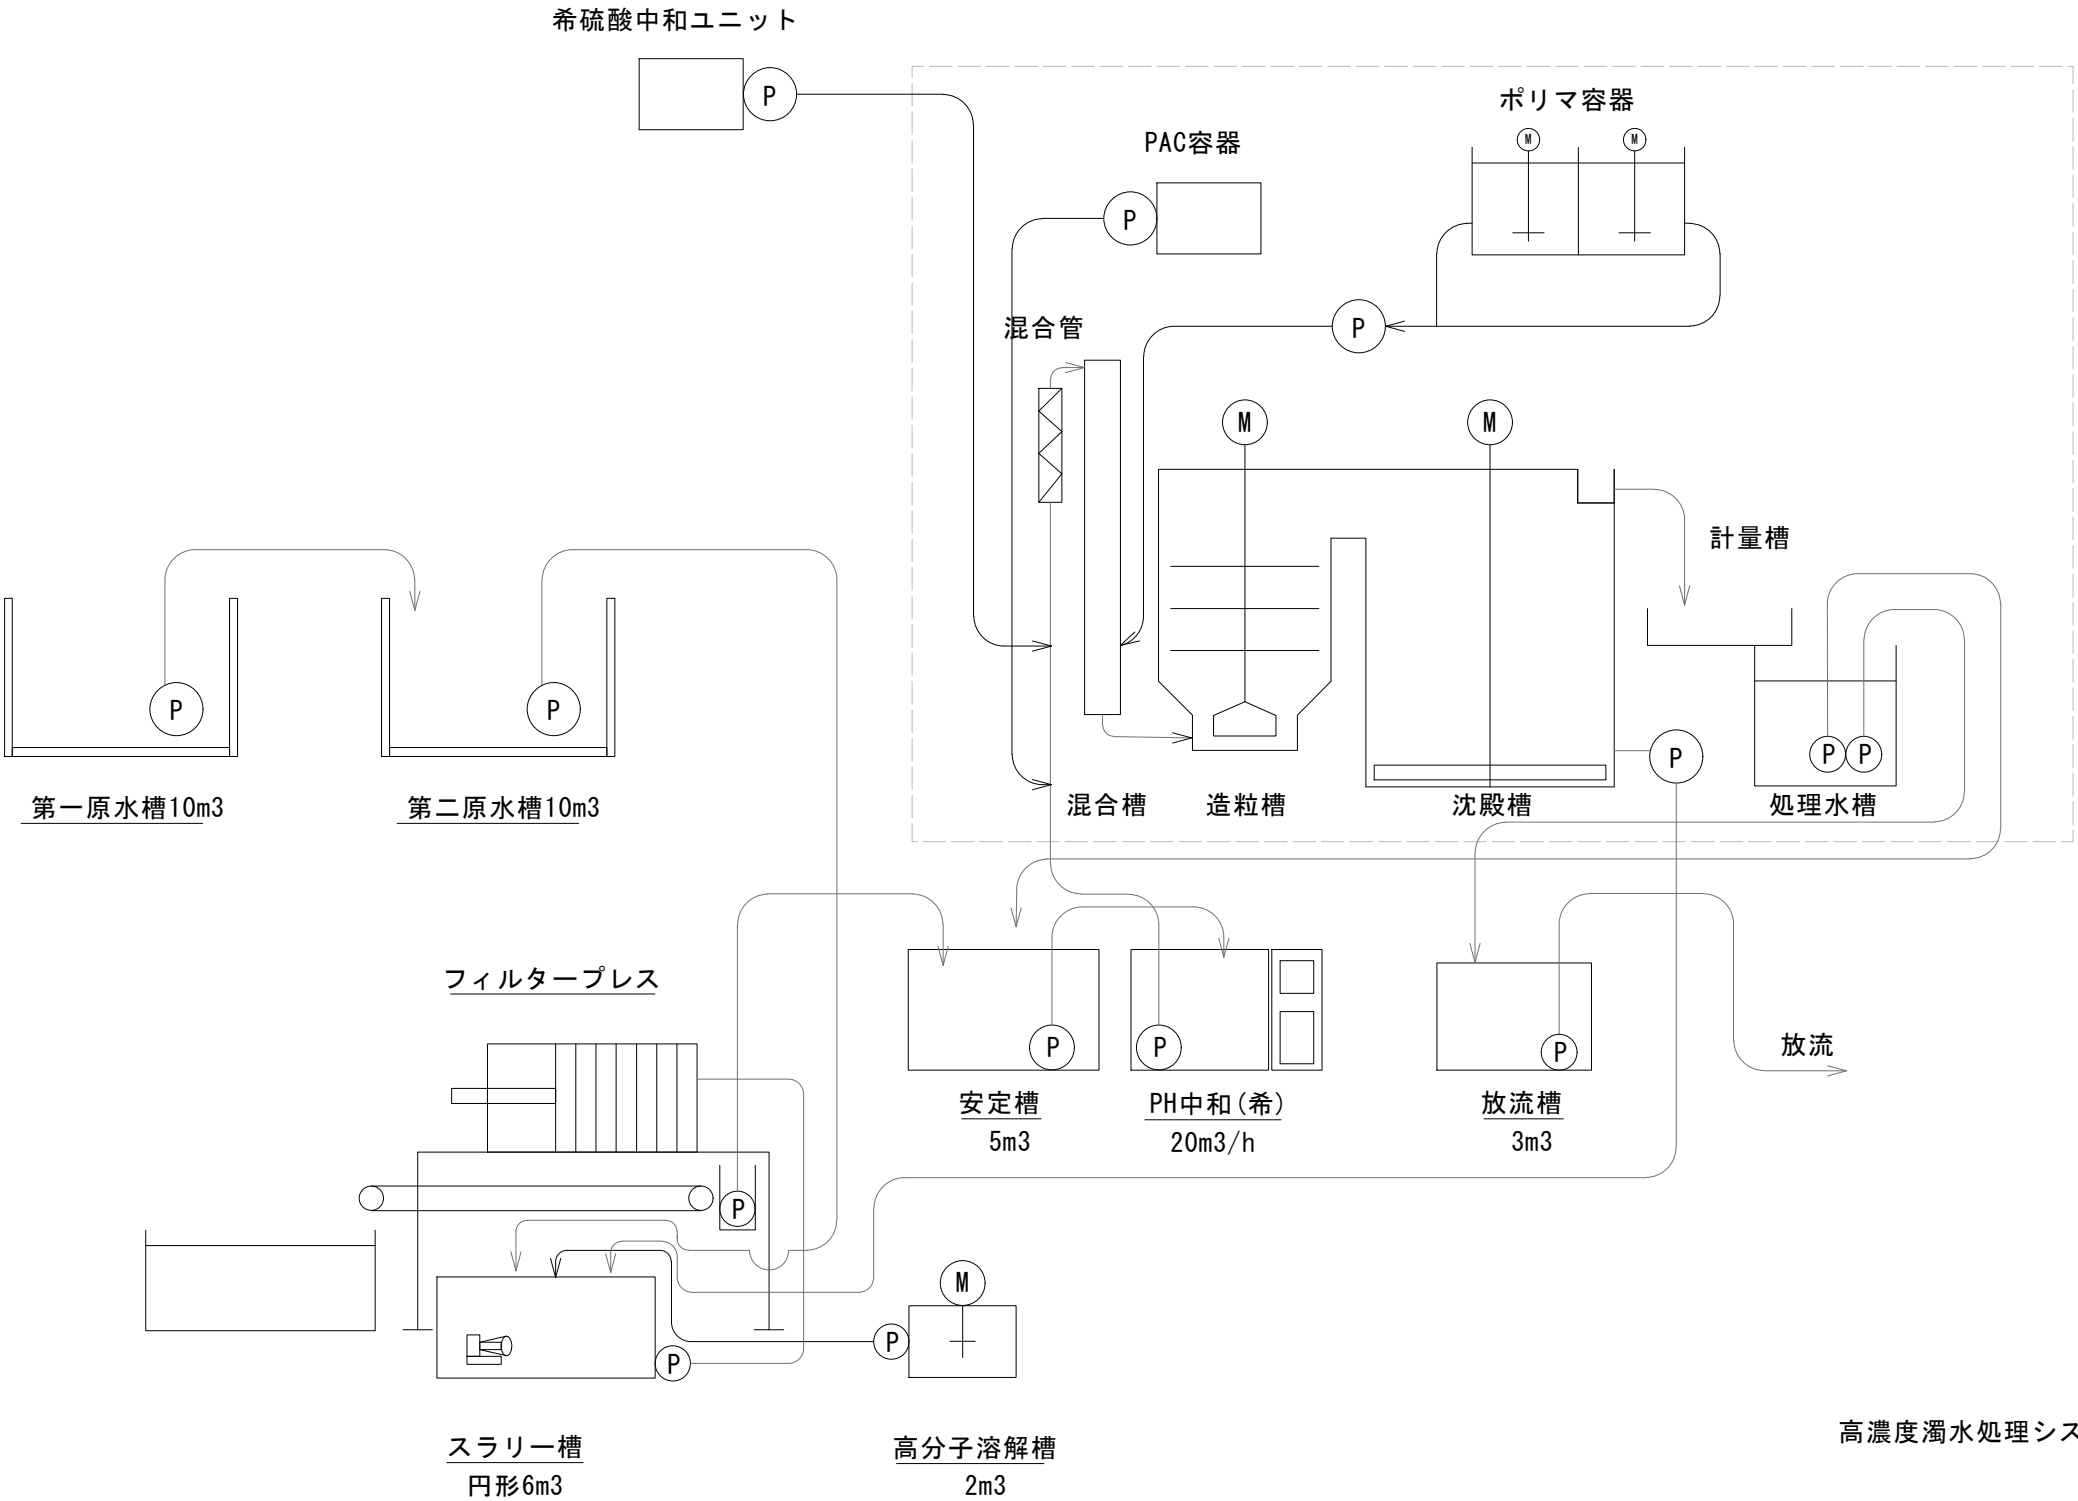 希硫酸中和ユニット
P
ポリマ容器
M
M
PAC容器
P
混合管
P
M
M
計量槽
P
P
P
P
P
第一原水槽10m3
第二原水槽10m3
混合槽
造粒槽
沈殿槽
処理水槽
フィルタープレス
P
P
P
放流
安定槽
5m3
PH中和(希)
20m3/h
放流槽
3m3
P
M
P
P
スラリー槽
円形6m3
高分子溶解槽
2m3
高濃度濁水処理シス